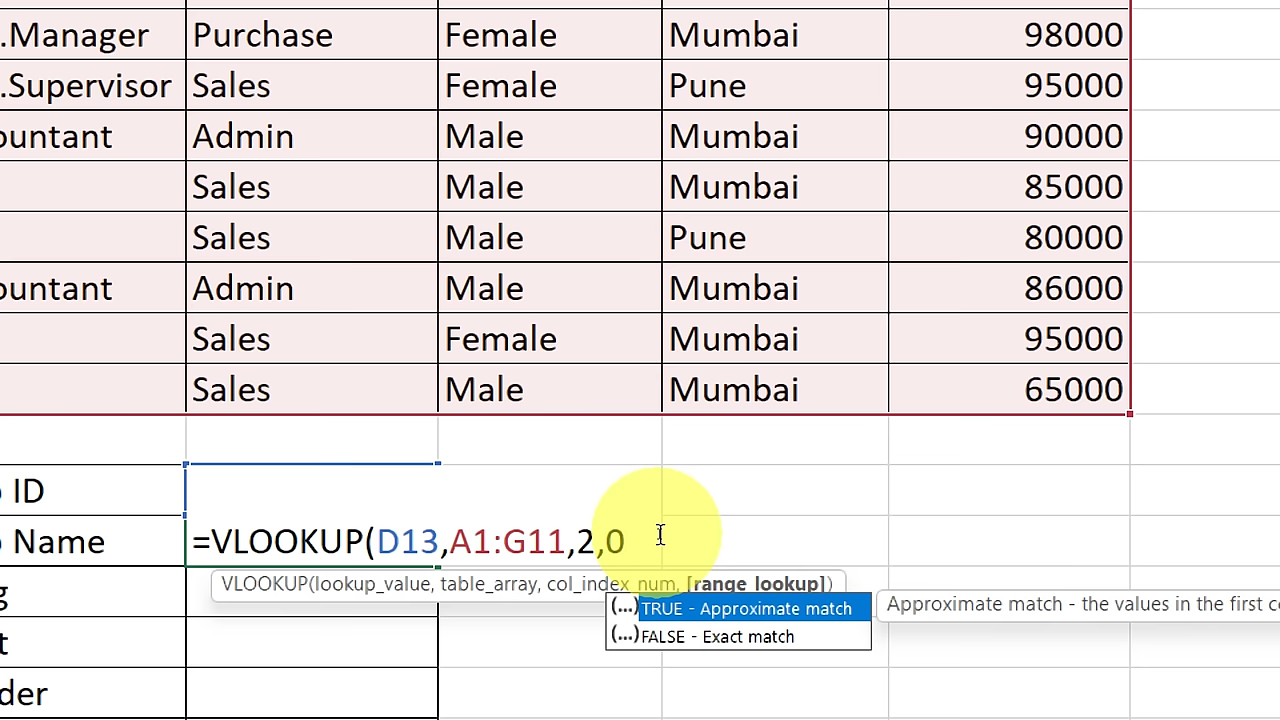 .Manager Purchase Female Mumbai 98000
.Supervisor Sales Female Pune 95000
ountant Admin Male Mumbai 90000
Sales Male Mumbai 85000
Sales Male Pune 80000
ountant Admin Male Mumbai 86000
Sales Female Mumbai 95000
Sales Male Mumbai 65000
ID
Name =VLOOKUP(D13,A1:G11,2,0
g VLOOKUP(lookup_value, table_array, col_index_num, [range_lookup])
(...) TRUE - Approximate match Approximate match - the values in the first c
t (...) FALSE - Exact match
der